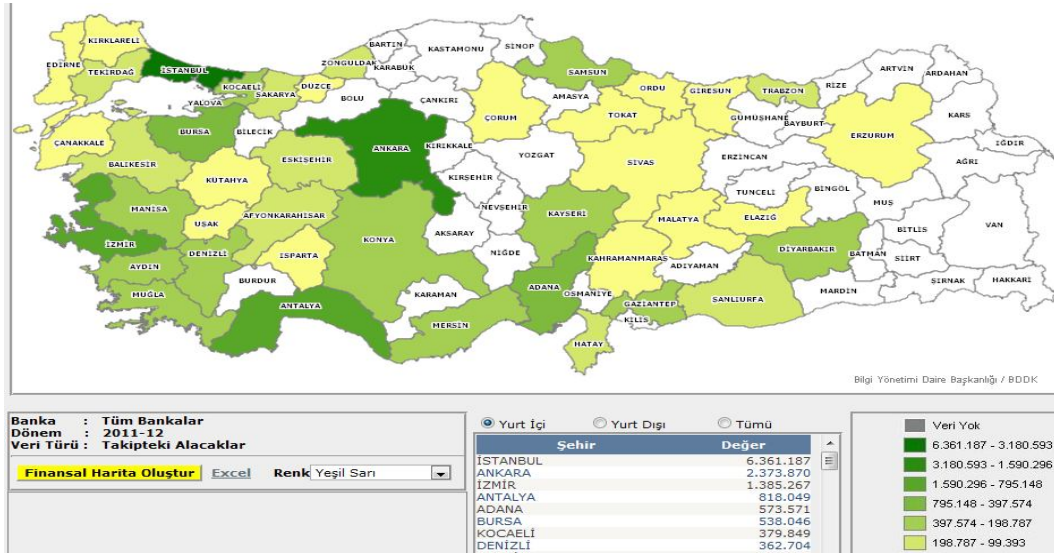 KIRKLARELİ
EDİRNE
TEKİRDAĞ
İSTANBUL
KOCAELİ
YALOVA
SAKARYA
DÜZCE
ZONGULDAK
BARTIN
KARABÜK
KASTAMONU
SİNOP
SAMSUN
BOLU
ÇANKIRI
ÇORUM
AMASYA
ORDU
GİRESUN
TOKAT
TRABZON
RİZE
ARTVİN
ARDAHAN
GÜMÜŞHANE
BAYBURT
KARS
ERZURUM
IĞDIR
AĞRI
ÇANAKKALE
BALIKESİR
BURSA
BİLECİK
ESKİŞEHİR
KÜTAHYA
ANKARA
KIRIKKALE
KIRŞEHİR
YOZGAT
SİVAS
ERZİNCAN
TUNCELİ
BİNGÖL
MUŞ
VAN
BİTLİS
MANİSA
UŞAK
AFYONKARAHİSAR
İZMİR
AYDIN
DENİZLİ
ISPARTA
KONYA
AKSARAY
NEVŞEHİR
NİĞDE
KAYSERİ
MALATYA
ELAZIĞ
DİYARBAKIR
BATMAN
SİİRT
ŞIRNAK
HAKKARI
MARDİN
MUĞLA
BURDUR
ANTALYA
KARAMAN
MERSİN
ADANA
OSMANİYE
KAHRAMANMARAŞ
ADIYAMAN
GAZİANTEP
KİLİS
ŞANLIURFA
HATAY
Bilgi Yönetimi Daire Başkanlığı / BDDK
Banka : Tüm Bankalar
Dönem : 2011-12
Veri Türü : Takipteki Alacaklar
Finansal Harita Oluştur Excel Renk Yeşil Sarı
Yurt İçi Yurt Dışı Tümü
Şehir Değer
İSTANBUL 6.361.187
ANKARA 2.373.870
İZMİR 1.385.267
ANTALYA 818.049
ADANA 573.571
BURSA 538.046
KOCAELİ 379.849
DENİZLİ 362.704
Veri Yok
6.361.187 - 3.180.593
3.180.593 - 1.590.296
1.590.296 - 795.148
795.148 - 397.574
397.574 - 198.787
198.787 - 99.393